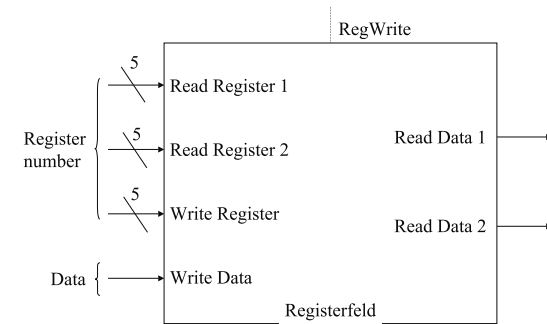 RegWrite
5
Read Register 1
5
Read Register 2
Register
number
5
Write Register
Data
Write Data
Read Data 1
Read Data 2
Registerfeld